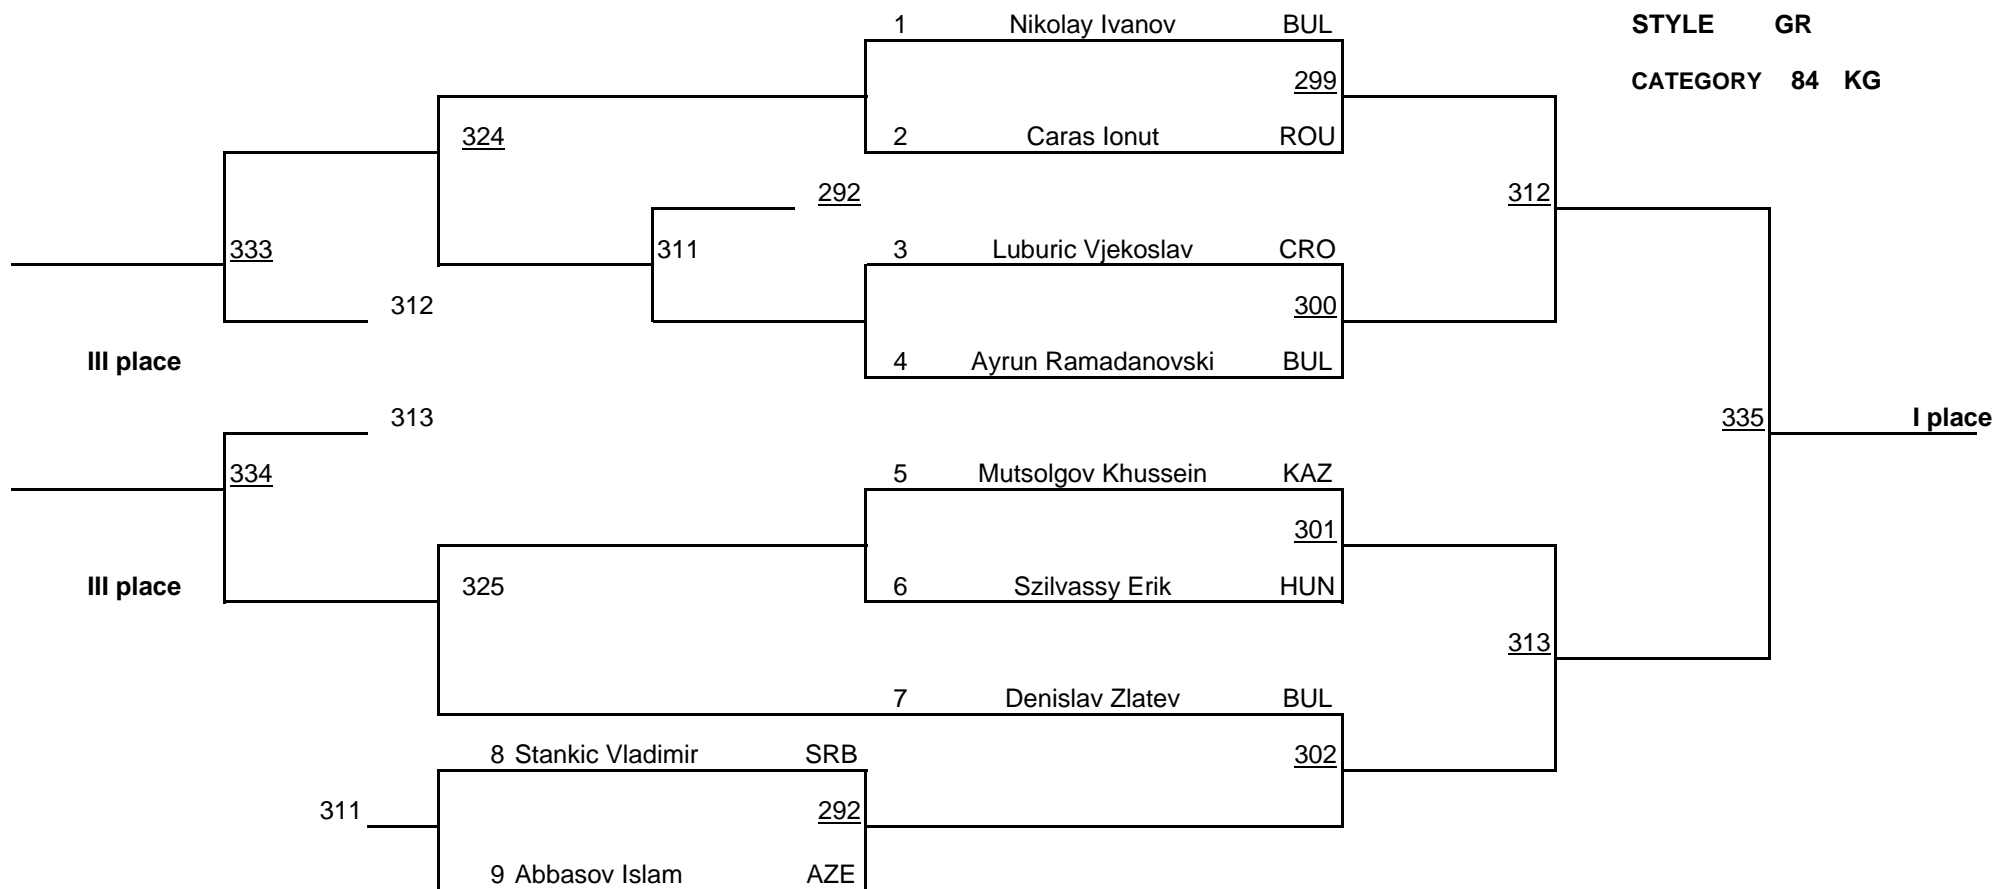 1 Nikolay Ivanov BUL STYLE GR
299 CATEGORY 84 KG
324 2 Caras Ionut ROU
292 312
333 311 3 Luburic Vjekoslav CRO
312 300
III place 4 Ayrun Ramadanovski BUL
313 335 I place
334 5 Mutsolgov Khussein KAZ
301
III place 325 6 Szilvassy Erik HUN
313
7 Denislav Zlatev BUL
8 Stankic Vladimir SRB 302
311 292
9 Abbasov Islam AZE